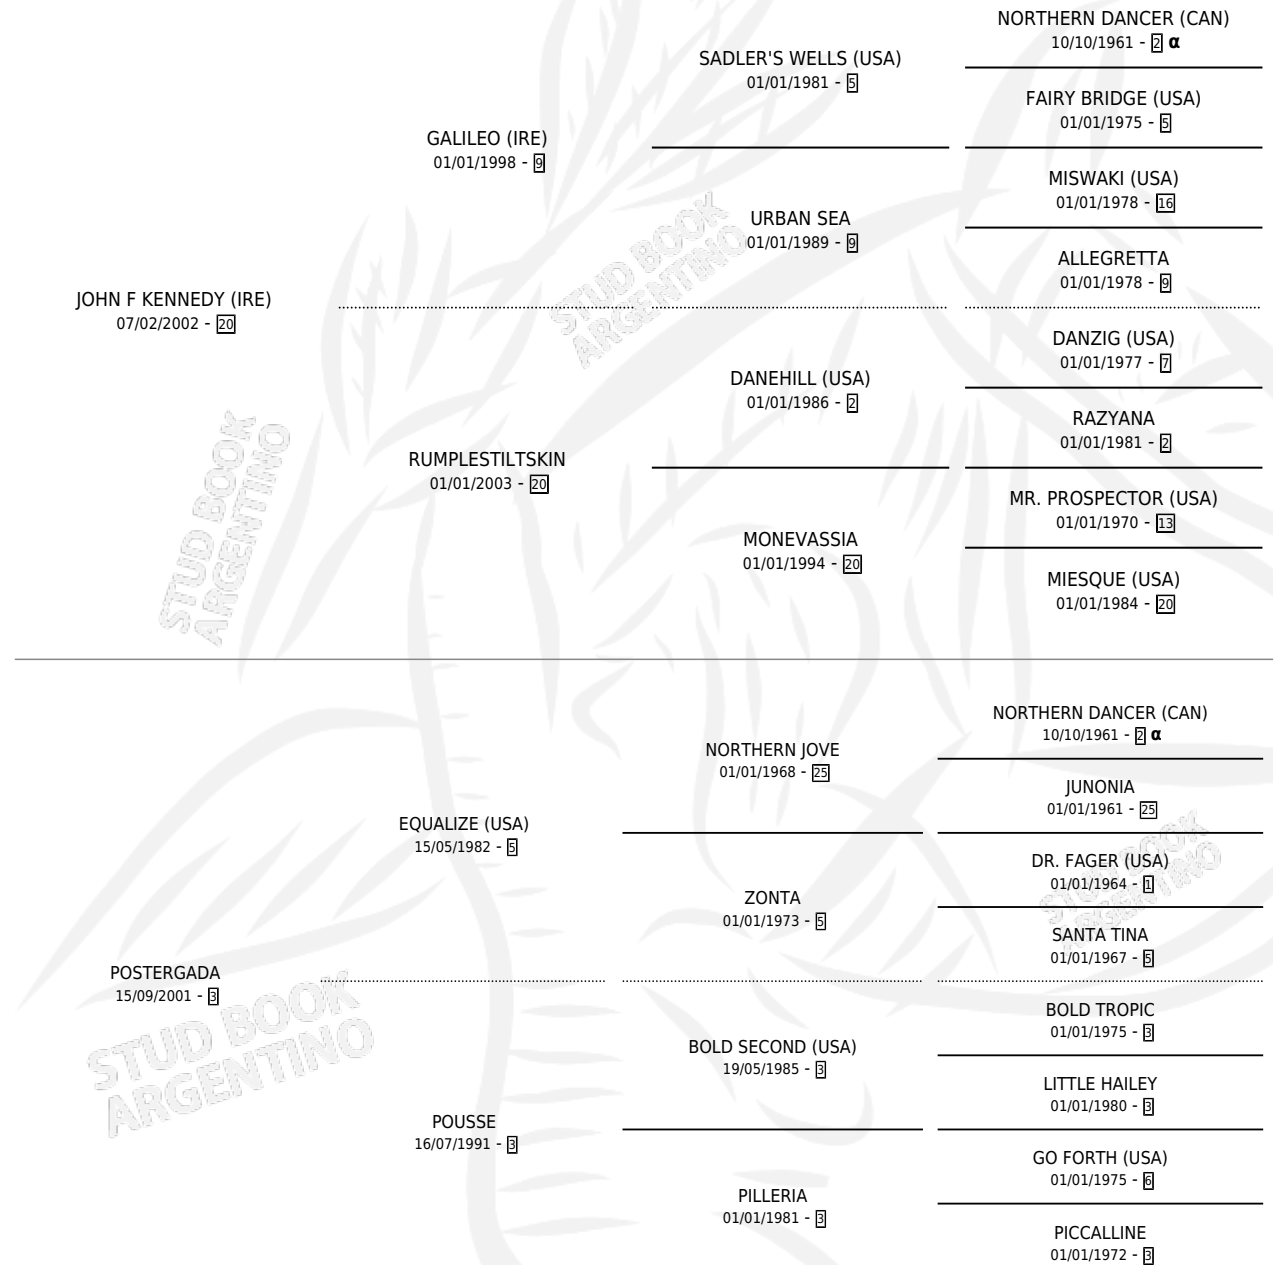 NORTHERN DANCER (CAN)
10/10/1961 - 2 α
SADLER'S WELLS (USA)
01/01/1981 - 5
FAIRY BRIDGE (USA)
01/01/1975 - 5
GALILEO (IRE)
01/01/1998 - 9
MISWAKI (USA)
01/01/1978 - 16
URBAN SEA
01/01/1989 - 9
ALLEGRETTA
01/01/1978 - 9
JOHN F KENNEDY (IRE)
07/02/2002 - 20
DANZIG (USA)
01/01/1977 - 7
DANEHILL (USA)
01/01/1986 - 2
RAZYANA
01/01/1981 - 2
RUMPLESTILTSKIN
01/01/2003 - 20
MR. PROSPECTOR (USA)
01/01/1970 - 13
MONEVASSIA
01/01/1994 - 20
MIESQUE (USA)
01/01/1984 - 20
STUD BOOK
ARGENTINO
STUD BOOK
ARGENTINO
NORTHERN DANCER (CAN)
10/10/1961 - 2 α
NORTHERN JOVE
01/01/1968 - 25
JUNONIA
01/01/1961 - 25
EQUALIZE (USA)
15/05/1982 - 5
DR. FAGER (USA)
01/01/1964 - 1
ZONTA
01/01/1973 - 5
SANTA TINA
01/01/1967 - 5
POSTERGADA
15/09/2001 - 3
BOLD TROPIC
01/01/1975 - 3
BOLD SECOND (USA)
19/05/1985 - 3
LITTLE HAILEY
01/01/1980 - 3
POUSSE
16/07/1991 - 3
GO FORTH (USA)
01/01/1975 - 6
PILLERIA
01/01/1981 - 3
PICCALLINE
01/01/1972 - 3
STUD BOOK
ARGENTINO
STUD BOOK
ARGENTINO